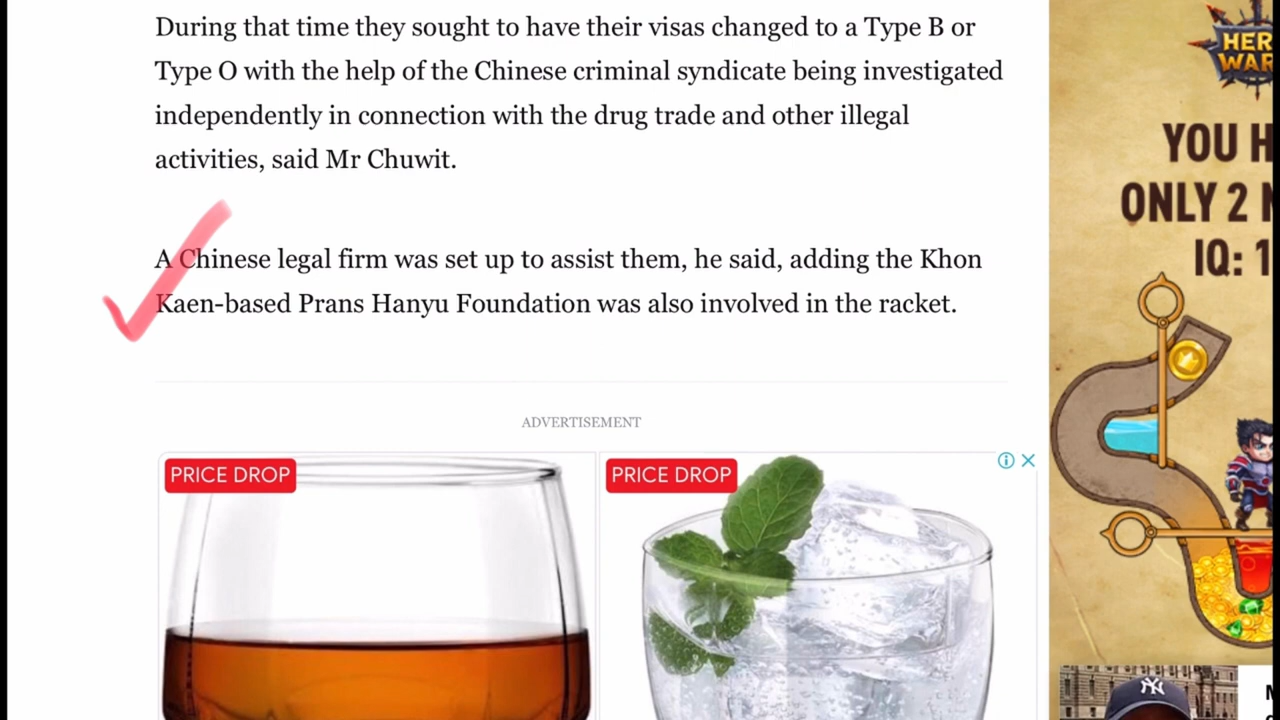 During that time they sought to have their visas changed to a Type B or
Type O with the help of the Chinese criminal syndicate being investigated
independently in connection with the drug trade and other illegal
activities, said Mr Chuwit.
A Chinese legal firm was set up to assist them, he said, adding the Khon
Kaen-based Prans Hanyu Foundation was also involved in the racket.
ADVERTISEMENT
PRICE DROP
PRICE DROP
HER
WAR
YOU H
ONLY 2
IQ: 1
NY